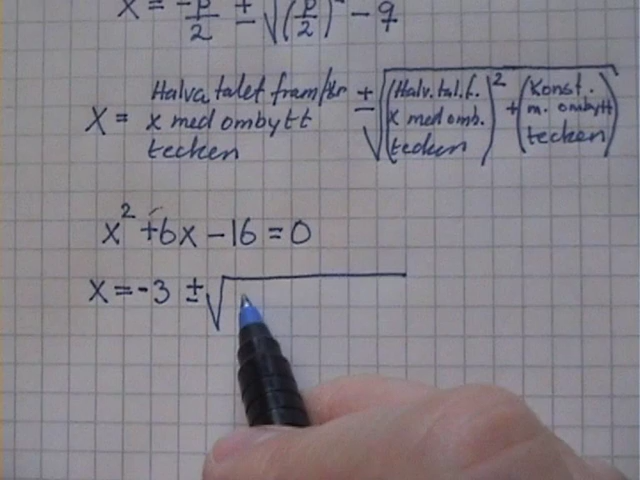 x = -p/2 ± √(p/2)² - q
x = Halva talet framför x med ombytt tecken ± √(Halv. tal. f. x med omb. tecken)² + (Konst. m. ombytt tecken)
x² + 6x - 16 = 0
x = -3 ± √